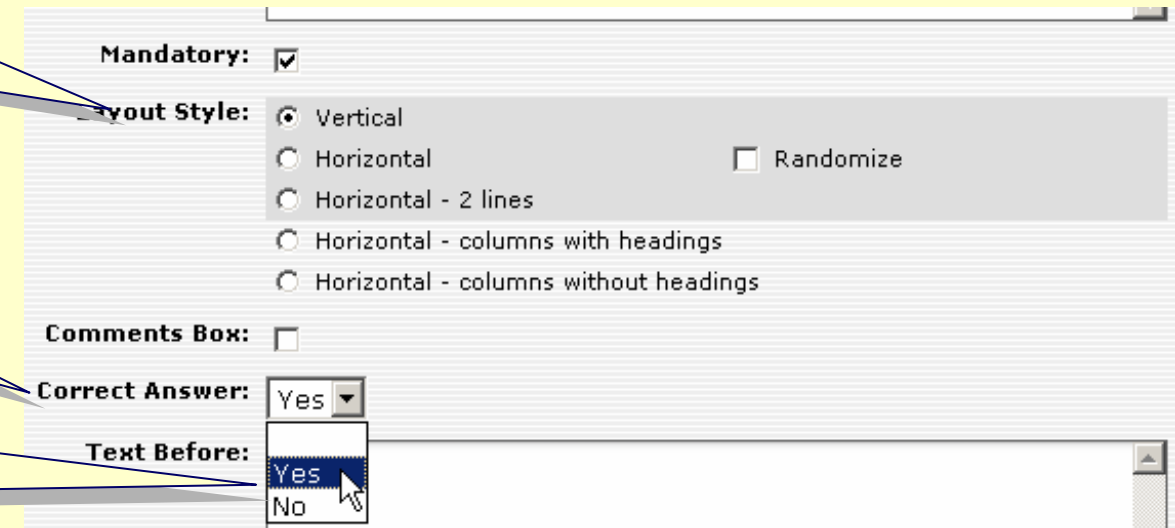 Mandatory:
Layout Style: Vertical
Horizontal Randomize
Horizontal - 2 lines
Horizontal - columns with headings
Horizontal - columns without headings
Comments Box:
Correct Answer: Yes
Text Before:
Yes
No